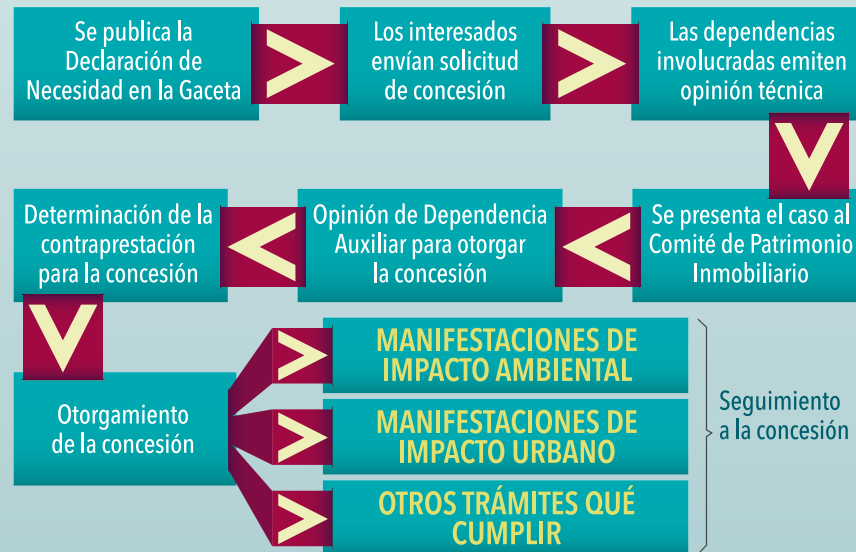 Se publica la
Declaración de
Necesidad en la Gaceta
Los interesados
envían solicitud
de concesión
Las dependencias
involucradas emiten
opinión técnica
Se presenta el caso al
Comité de Patrimonio
Inmobiliario
Opinión de Dependencia
Auxiliar para otorgar
la concesión
Determinación de la
contraprestación
para la concesión
Otorgamiento
de la concesión
MANIFESTACIONES DE
IMPACTO AMBIENTAL
MANIFESTACIONES DE
IMPACTO URBANO
OTROS TRÁMITES QUÉ
CUMPLIR
Seguimiento
a la concesión